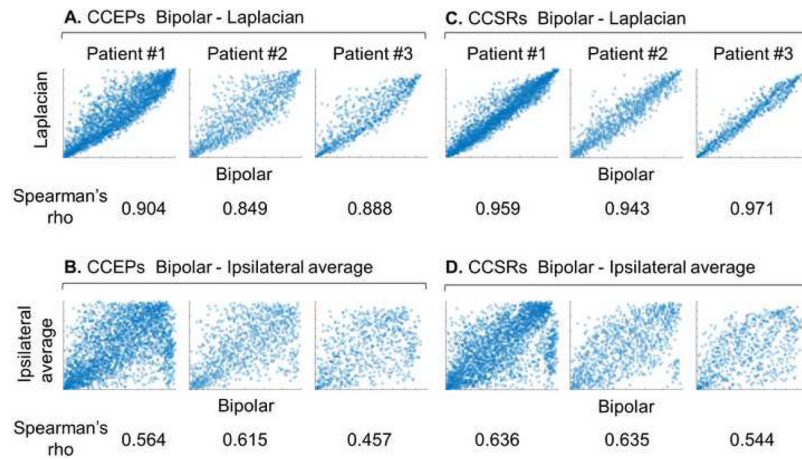 A. CCEPs Bipolar - Laplacian
Patient #1 Patient #2 Patient #3
Laplacian
Bipolar
Spearman's rho 0.904 0.849 0.888
C. CCSRs Bipolar - Laplacian
Patient #1 Patient #2 Patient #3
Bipolar
0.959 0.943 0.971
B. CCEPs Bipolar - Ipsilateral average
Ipsilateral
average
Bipolar
Spearman's rho 0.564 0.615 0.457
D. CCSRs Bipolar - Ipsilateral average
Bipolar
0.636 0.635 0.544